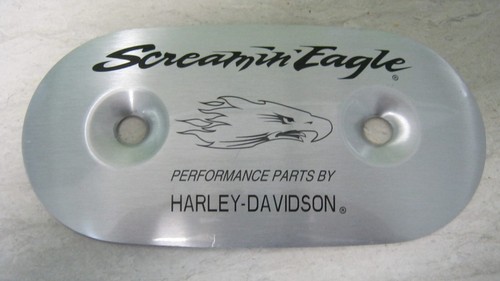 Screamin' Eagle®
PERFORMANCE PARTS BY
HARLEY-DAVIDSON®